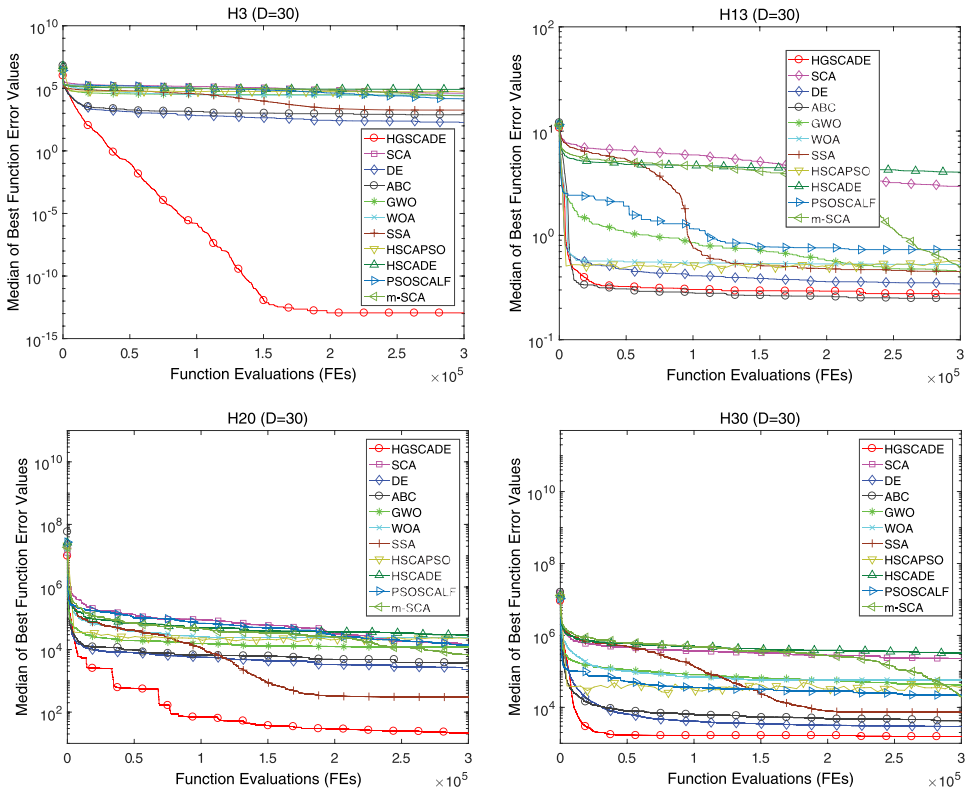 H3 (D=30)
Median of Best Function Error Values
10^10
10^5
10^0
10^-5
10^-10
10^-15
HGSCADE
SCA
DE
ABC
GWO
WOA
SSA
HSCAPSO
HSCADE
PSOSCALF
m-SCA
0 0.5 1 1.5 2 2.5 3
Function Evaluations (FEs)
×10^5
H13 (D=30)
Median of Best Function Error Values
10^2
10^1
10^0
10^-1
HGSCADE
SCA
DE
ABC
GWO
WOA
SSA
HSCAPSO
HSCADE
PSOSCALF
m-SCA
0 0.5 1 1.5 2 2.5 3
Function Evaluations (FEs)
×10^5
H20 (D=30)
Median of Best Function Error Values
10^10
10^8
10^6
10^4
10^2
HGSCADE
SCA
DE
ABC
GWO
WOA
SSA
HSCAPSO
HSCADE
PSOSCALF
m-SCA
0 0.5 1 1.5 2 2.5 3
Function Evaluations (FEs)
×10^5
H30 (D=30)
Median of Best Function Error Values
10^10
10^8
10^6
10^4
HGSCADE
SCA
DE
ABC
GWO
WOA
SSA
HSCAPSO
HSCADE
PSOSCALF
m-SCA
0 0.5 1 1.5 2 2.5 3
Function Evaluations (FEs)
×10^5